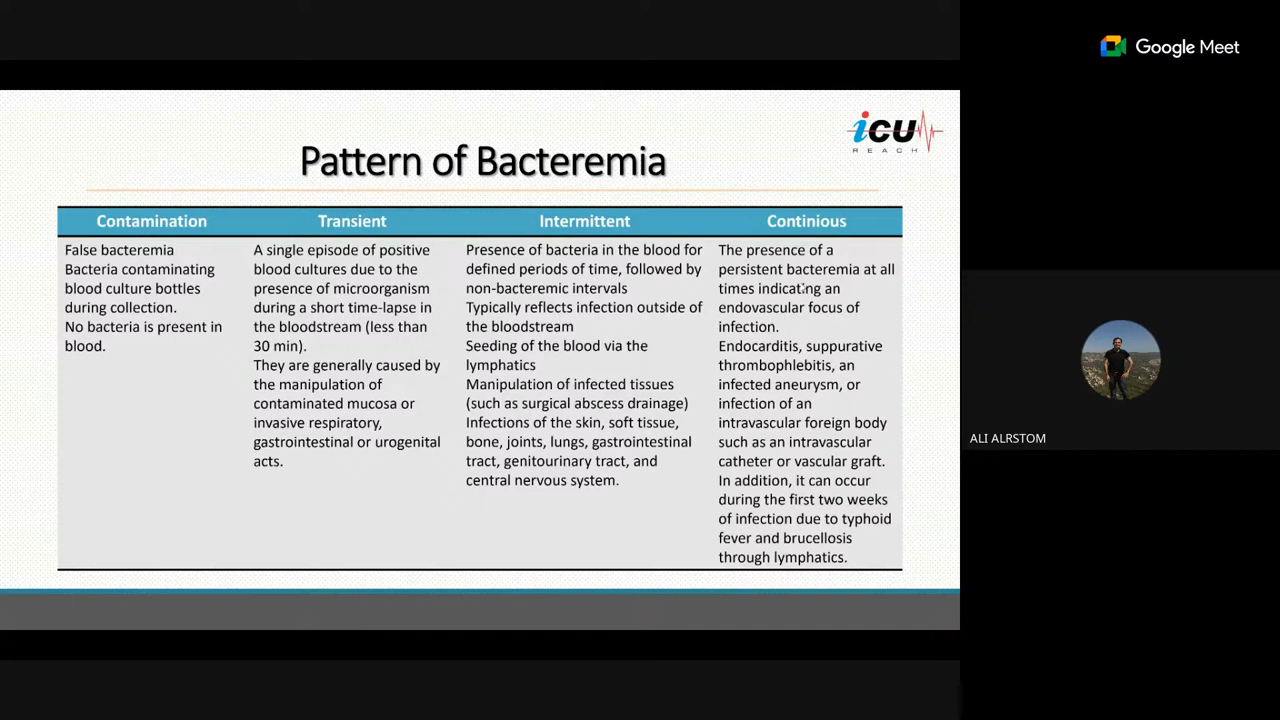 Google Meet
icu
REACH
Pattern of Bacteremia
Contamination
False bacteremia
Bacteria contaminating
blood culture bottles
during collection.
No bacteria is present in
blood.
Transient
A single episode of positive
blood cultures due to the
presence of microorganism
during a short time-lapse in
the bloodstream (less than
30 min).
They are generally caused by
the manipulation of
contaminated mucosa or
invasive respiratory,
gastrointestinal or urogenital
acts.
Intermittent
Presence of bacteria in the blood for
defined periods of time, followed by
non-bacteremic intervals
Typically reflects infection outside of
the bloodstream
Seeding of the blood via the
lymphatics
Manipulation of infected tissues
(such as surgical abscess drainage)
Infections of the skin, soft tissue,
bone, joints, lungs, gastrointestinal
tract, genitourinary tract, and
central nervous system.
Continious
The presence of a
persistent bacteremia at all
times indicating an
endovascular focus of
infection.
Endocarditis, suppurative
thrombophlebitis, an
infected aneurysm, or
infection of an
intravascular foreign body
such as an intravascular
catheter or vascular graft.
In addition, it can occur
during the first two weeks
of infection due to typhoid
fever and brucellosis
through lymphatics.
ALI ALRSTOM